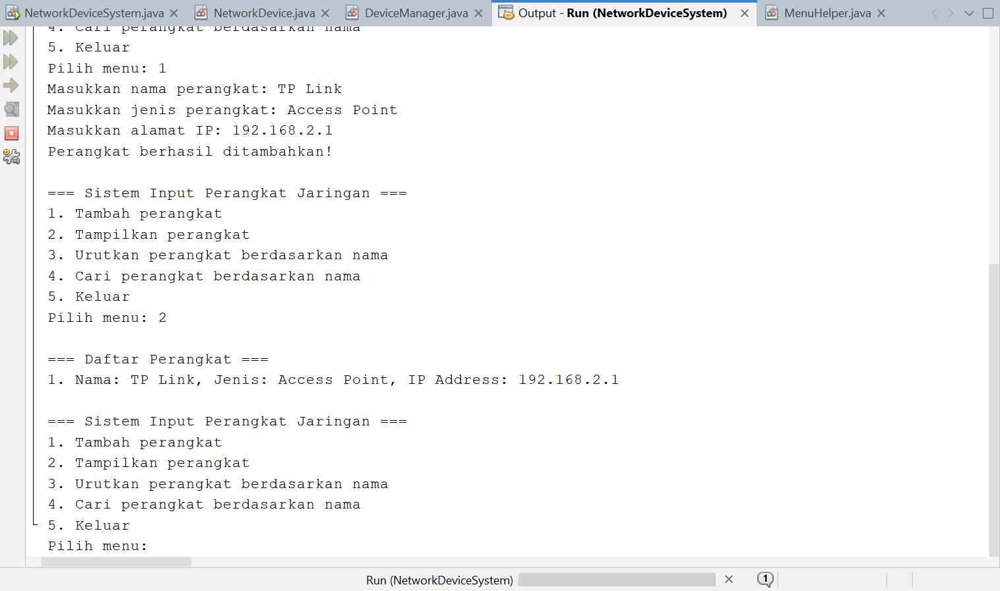 NetworkDeviceSystem.java NetworkDevice.java DeviceManager.java Output - Run (NetworkDeviceSystem) MenuHelper.java
4. Cari perangkat berdasarkan nama
5. Keluar
Pilih menu: 1
Masukkan nama perangkat: TP Link
Masukkan jenis perangkat: Access Point
Masukkan alamat IP: 192.168.2.1
Perangkat berhasil ditambahkan!
=== Sistem Input Perangkat Jaringan ===
1. Tambah perangkat
2. Tampilkan perangkat
3. Urutkan perangkat berdasarkan nama
4. Cari perangkat berdasarkan nama
5. Keluar
Pilih menu: 2
=== Daftar Perangkat ===
1. Nama: TP Link, Jenis: Access Point, IP Address: 192.168.2.1
=== Sistem Input Perangkat Jaringan ===
1. Tambah perangkat
2. Tampilkan perangkat
3. Urutkan perangkat berdasarkan nama
4. Cari perangkat berdasarkan nama
5. Keluar
Pilih menu:
Run (NetworkDeviceSystem) 1